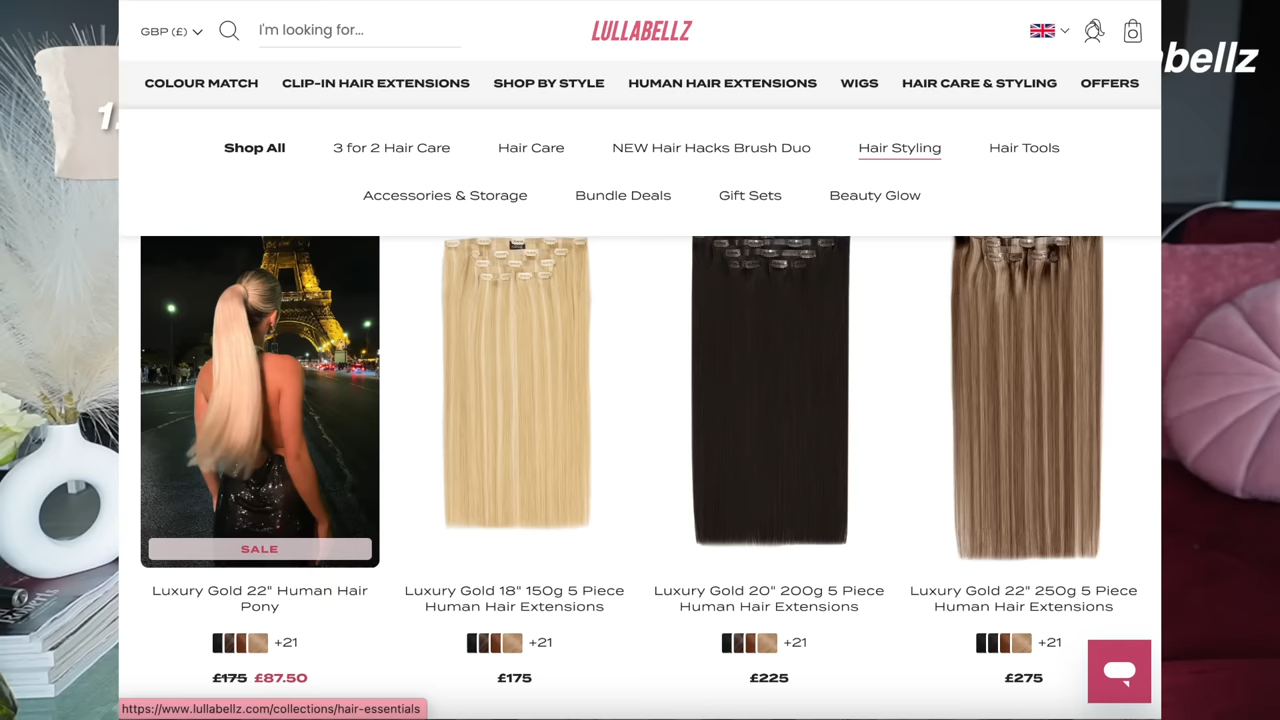 GBP (£)
I'm looking for...
LULLABELLZ
abellz
COLOUR MATCH
CLIP-IN HAIR EXTENSIONS
SHOP BY STYLE
HUMAN HAIR EXTENSIONS
WIGS
HAIR CARE & STYLING
OFFERS
1.
Shop All
3 for 2 Hair Care
Hair Care
NEW Hair Hacks Brush Duo
Hair Styling
Hair Tools
Accessories & Storage
Bundle Deals
Gift Sets
Beauty Glow
SALE
Luxury Gold 22" Human Hair
Pony
+21
£175 £87.50
Luxury Gold 18" 150g 5 Piece
Human Hair Extensions
+21
£175
Luxury Gold 20" 200g 5 Piece
Human Hair Extensions
+21
£225
Luxury Gold 22" 250g 5 Piece
Human Hair Extensions
+21
£275
https://www.lullabellz.com/collections/hair-essentials